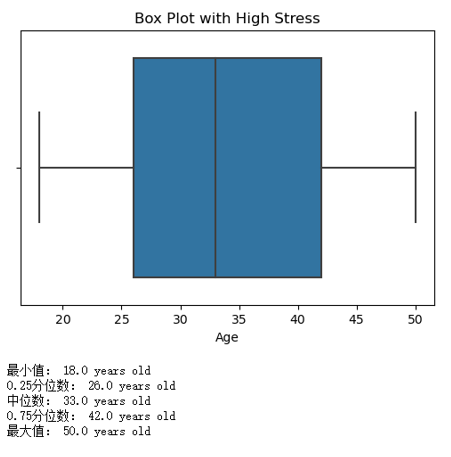 Box Plot with High Stress
20 25 30 35 40 45 50
Age
最小值： 18.0 years old
0.25分位数： 26.0 years old
中位数： 33.0 years old
0.75分位数： 42.0 years old
最大值： 50.0 years old